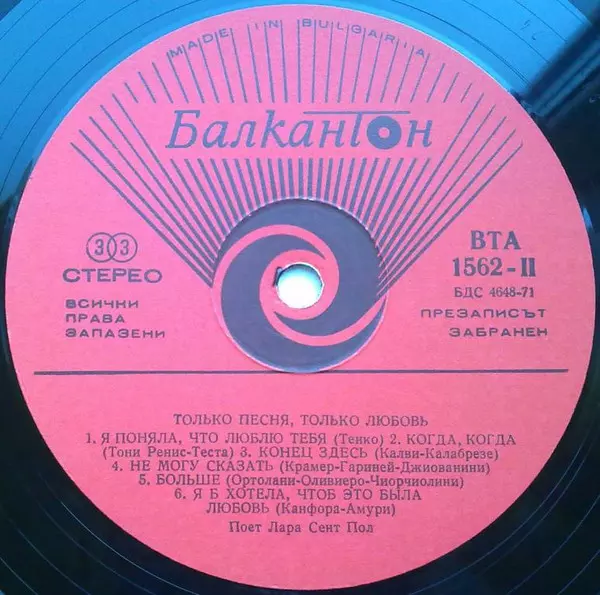 MADE IN BULGARIA
Балкантон
33
СТЕРЕО
ВСИЧКИ
ПРАВА
ЗАПАЗЕНИ
ВТА
1562-II
БДС 4648-71
ПРЕЗАПИСЪТ
ЗАБРАНЕН
ТОЛЬКО ПЕСНЯ, ТОЛЬКО ЛЮБОВЬ
1. Я ПОНЯЛА, ЧТО ЛЮБЛЮ ТЕБЯ (Тенко) 2. КОГДА, КОГДА
(Тони Ренис-Теста) 3. КОНЕЦ ЗДЕСЬ (Калви-Калабрезе)
4. НЕ МОГУ СКАЗАТЬ (Крамер-Гариней-Джиованини)
5. БОЛЬШЕ (Ортолани-Оливиеро-Чиорчиолини)
6. Я Б ХОТЕЛА, ЧТОБ ЭТО БЫЛА
ЛЮБОВЬ (Канфора-Амури)
Поет Лара Сент Пол